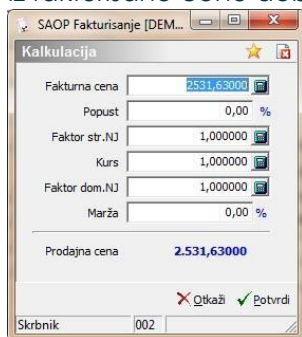 SAOP Fakturisanje [DEM...
Kalkulacija
Fakturna cena 2531,63000
Popust 0,00 %
Faktor str.NJ 1,000000
Kurs 1,000000
Faktor dom.NJ 1,000000
Marža 0,00 %
Prodajna cena 2.531,63000
Otkaži Potvrdi
Skrbnik 002